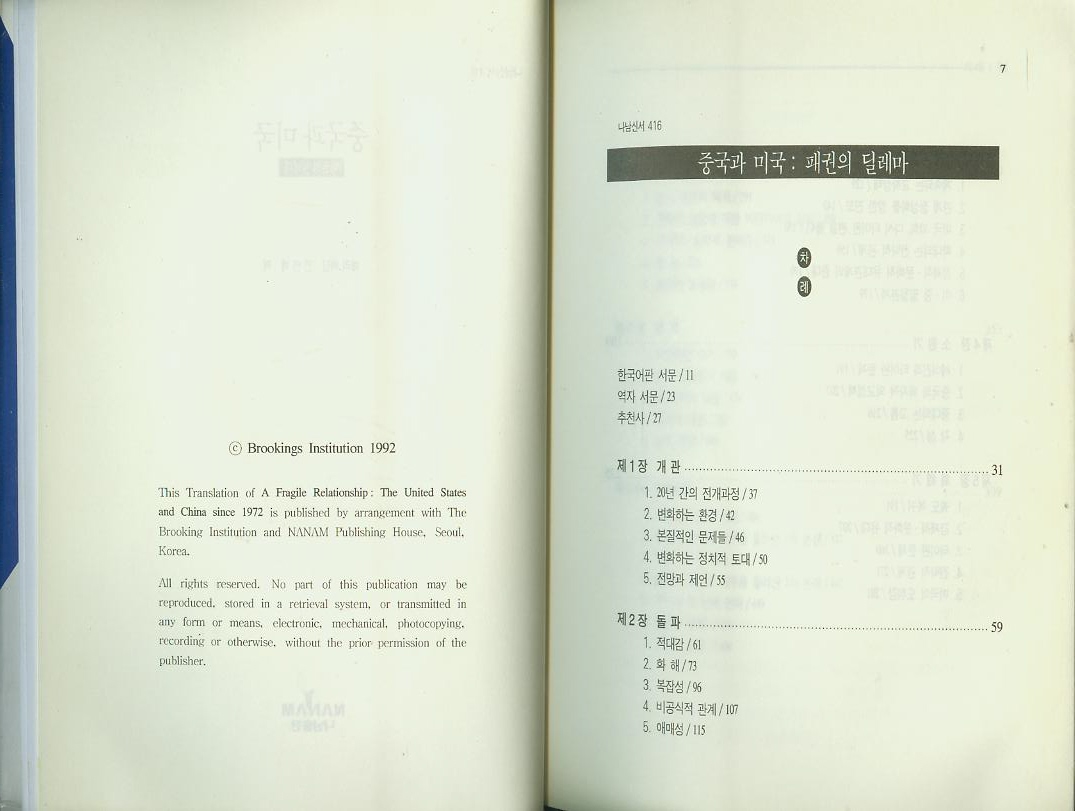 ⓒ Brookings Institution 1992
This Translation of A Fragile Relationship : The United States
and China since 1972 is published by arrangement with The
Brooking Institution and NANAM Publishing House, Seoul,
Korea.
All rights reserved. No part of this publication may be
reproduced, stored in a retrieval system, or transmitted in
any form or means, electronic, mechanical, photocopying,
recording or otherwise, without the prior permission of the
publisher.
7
나남신서 416
중국과 미국 : 패권의 딜레마
차
례
한국어판 서문 / 11
역자 서문 / 23
추천사 / 27
제1장 개 관 ·················· 31
1. 20년 간의 전개과정 / 37
2. 변화하는 환경 / 42
3. 본질적인 문제들 / 46
4. 변화하는 정치적 토대 / 50
5. 전망과 제언 / 55
제2장 돌 파 ·················· 59
1. 적대감 / 61
2. 화 해 / 73
3. 복잡성 / 96
4. 비공식적 관계 / 107
5. 애매성 / 115